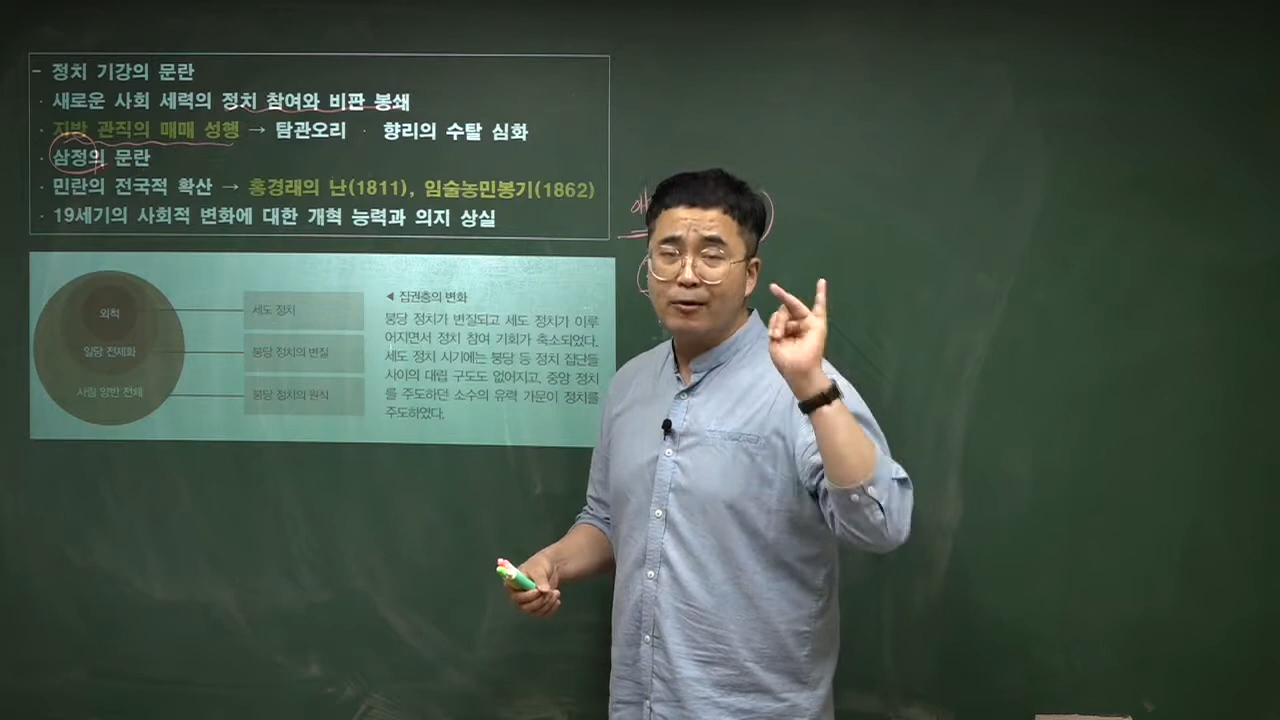 - 정치 기강의 문란
· 새로운 사회 세력의 정치 참여와 비판 봉쇄
· 지방 관직의 매매 성행 → 탐관오리 · 향리의 수탈 심화
· 삼정의 문란
· 민란의 전국적 확산 → 홍경래의 난(1811), 임술농민봉기(1862)
· 19세기의 사회적 변화에 대한 개혁 능력과 의지 상실
외척
일당 전제화
사림 양반 전체
세도 정치
붕당 정치의 변질
붕당 정치의 원칙
◀ 집권층의 변화
붕당 정치가 변질되고 세도 정치가 이루
어지면서 정치 참여 기회가 축소되었다.
세도 정치 시기에는 붕당 등 정치 집단들
사이의 대립 구도도 없어지고, 중앙 정치
를 주도하던 소수의 유력 가문이 정치를
주도하였다.